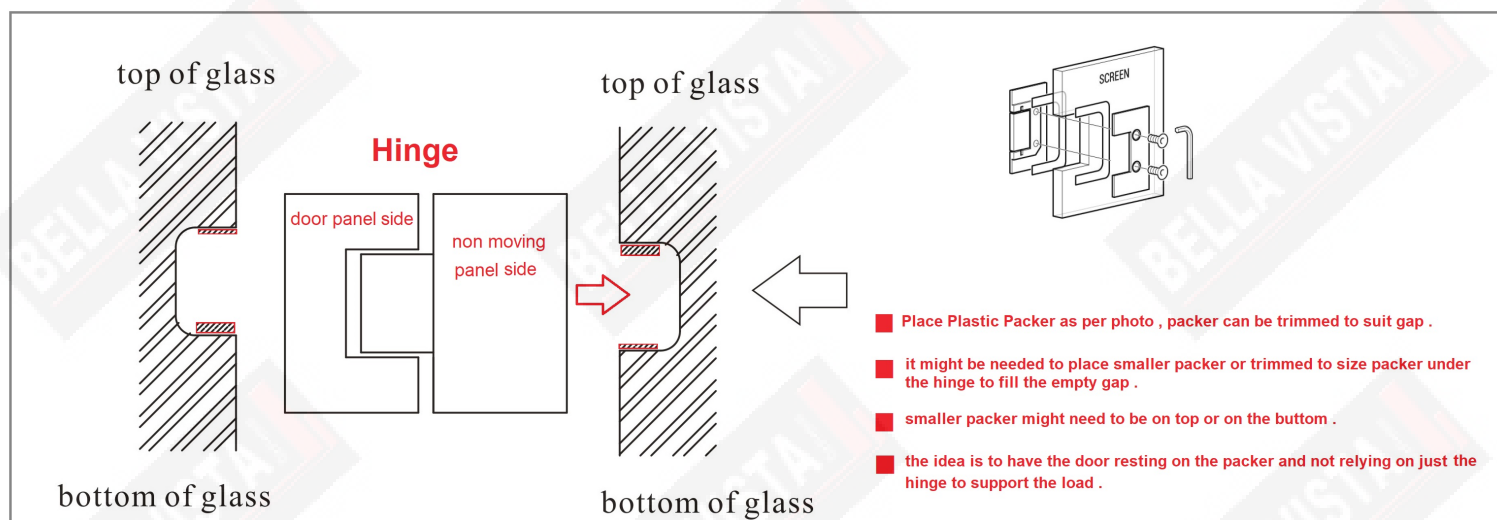 top of glass
top of glass
Hinge
door panel side
non moving
panel side
bottom of glass
bottom of glass
SCREEN
Place Plastic Packer as per photo , packer can be trimmed to suit gap .
it might be needed to place smaller packer or trimmed to size packer under
the hinge to fill the empty gap .
smaller packer might need to be on top or on the buttom .
the idea is to have the door resting on the packer and not relying on just the
hinge to support the load .
BELLA VISTA
BELLA VISTA
BELLA VISTA